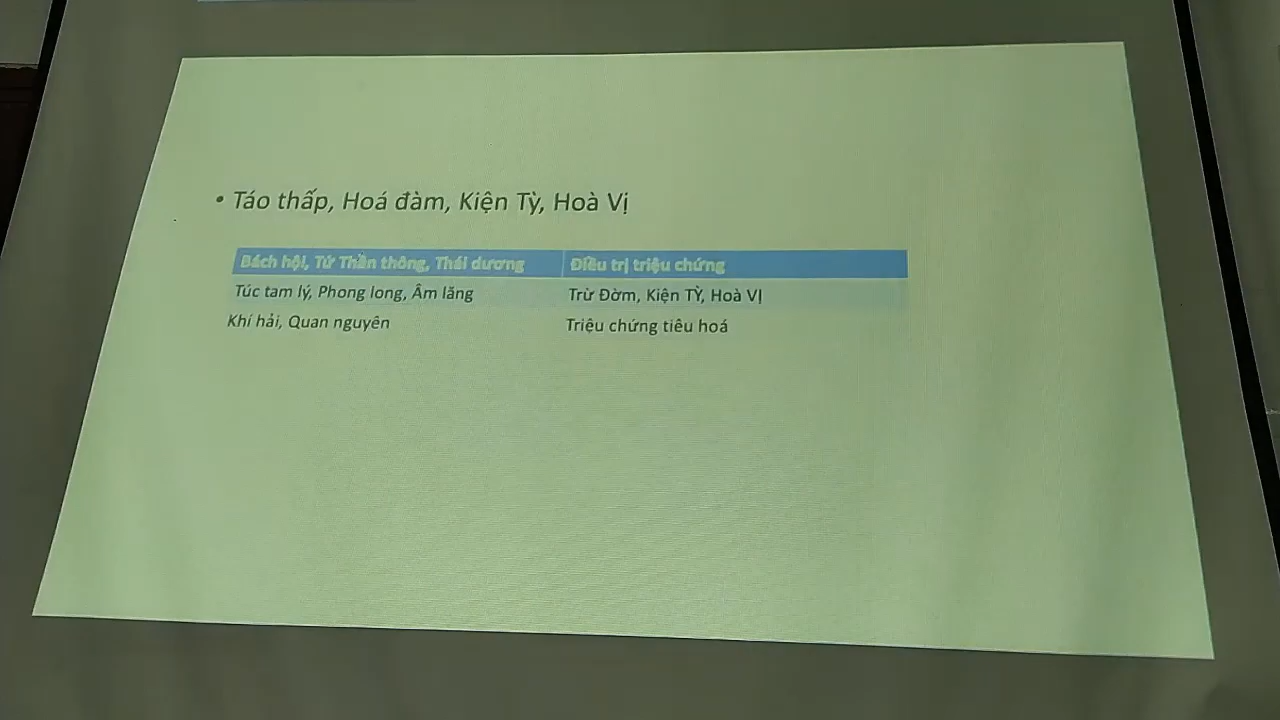 • Táo thấp, Hoá đàm, Kiện Tỳ, Hoà Vị
Bách hội, Tứ Thần thông, Thái dương Điều trị triệu chứng
Túc tam lý, Phong long, Âm lăng Trừ Đờm, Kiện TỲ, Hoà VỊ
Khí hải, Quan nguyên Triệu chứng tiêu hoá